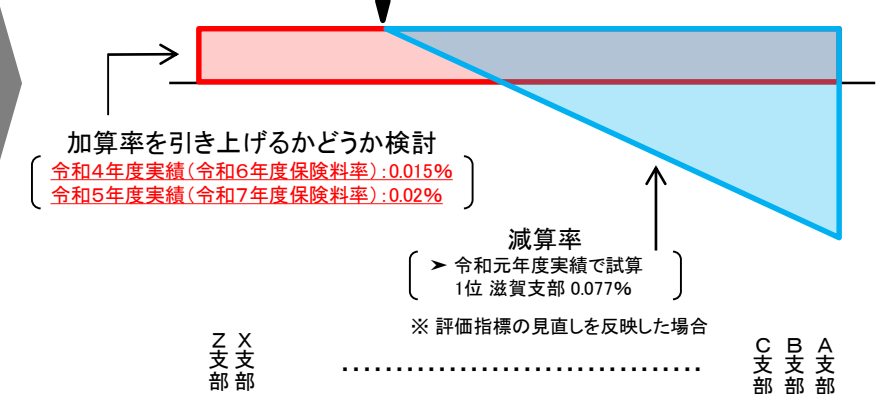 加算率を引き上げるかどうか検討
令和4年度実績(令和6年度保険料率):0.015%
令和5年度実績(令和7年度保険料率):0.02%
減算率
➤ 令和元年度実績で試算
1位 滋賀支部 0.077%
※ 評価指標の見直しを反映した場合
Z支部
X支部
‥‥‥‥‥‥‥‥‥‥‥‥‥‥‥‥‥
C支部
B支部
A支部